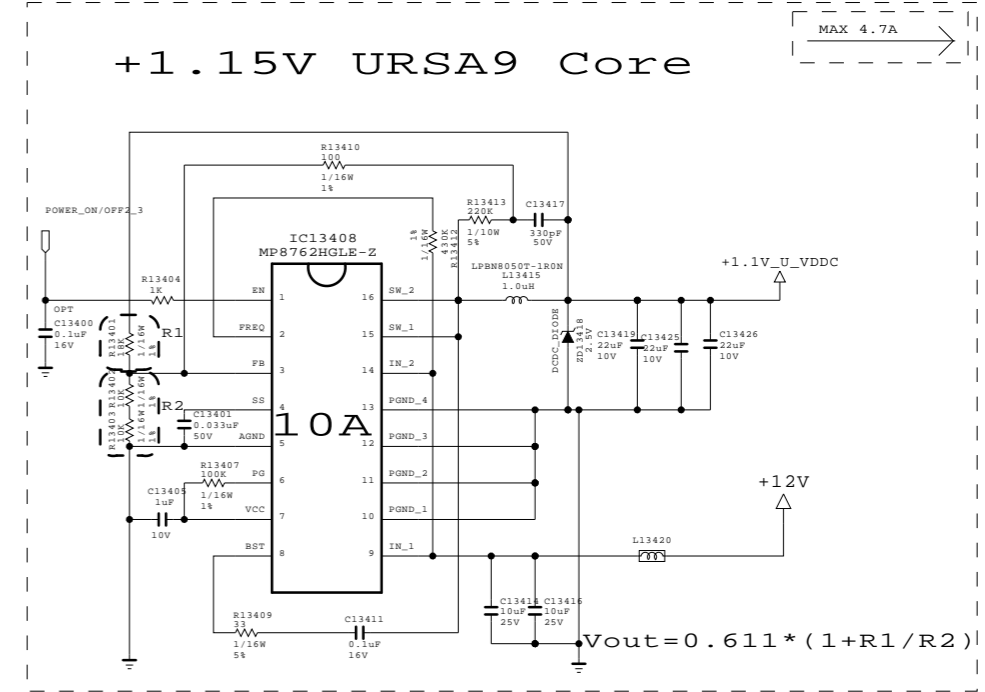 MAX 4.7A
+1.15V URSA9 Core
R13410
100
1/16W
1%
POWER_ON/OFF2_3
R13413
220K
1/10W
5%
C13417
330pF
50V
1%
1/16W
430K
R13412
IC13408
MP8762HGLE-Z
LPBN8050T-1R0N
L13415
1.0uH
+1.1V_U_VDDC
R13404
1K
OPT
C13400
0.1uF
16V
R13401
18K
1/16W
1%
R1
R13402
10K
1/16W
1%
R2
R13403
10K
1/16W
1%
C13401
0.033uF
50V
EN
1
FREQ
2
FB
3
SS
4
AGND
5
PG
6
VCC
7
BST
8
10A
16
SW_2
15
SW_1
14
IN_2
13
PGND_4
12
PGND_3
11
PGND_2
10
PGND_1
9
IN_1
DCDC_DIODE
ZD13418
2.5V
C13419
22uF
10V
C13425
22uF
10V
C13426
22uF
10V
R13407
100K
1/16W
1%
C13405
1uF
10V
+12V
L13420
R13409
33
1/16W
5%
C13411
0.1uF
16V
C13414
10uF
25V
C13416
10uF
25V
Vout=0.611*(1+R1/R2)